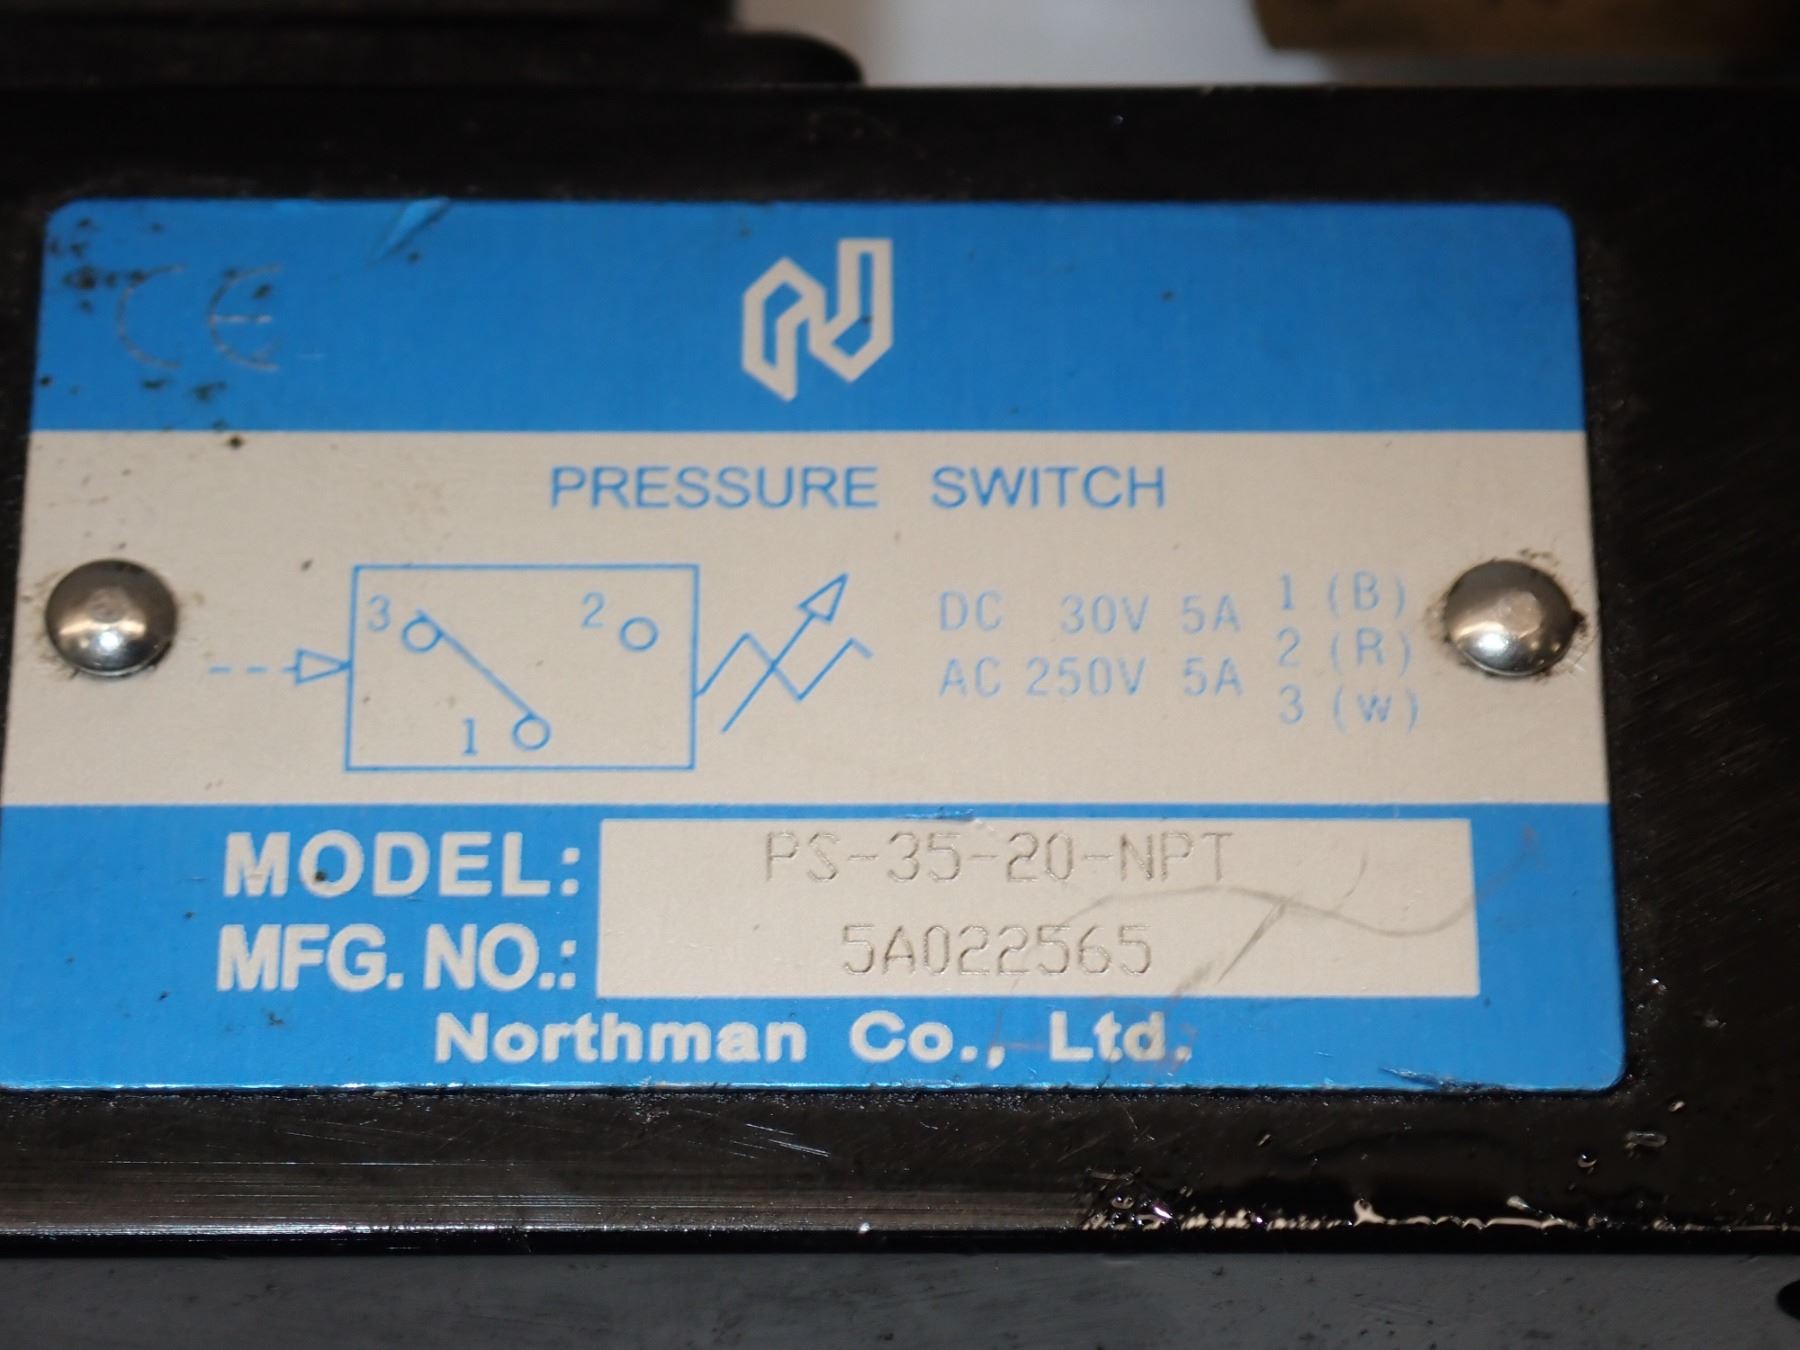 CE
PRESSURE SWITCH
3 2
1
DC 30V 5A
AC 250V 5A
1 (B)
2 (R)
3 (W)
MODEL: PS-35-20-NPT
MFG. NO.: 5A022565
Northman Co., Ltd.